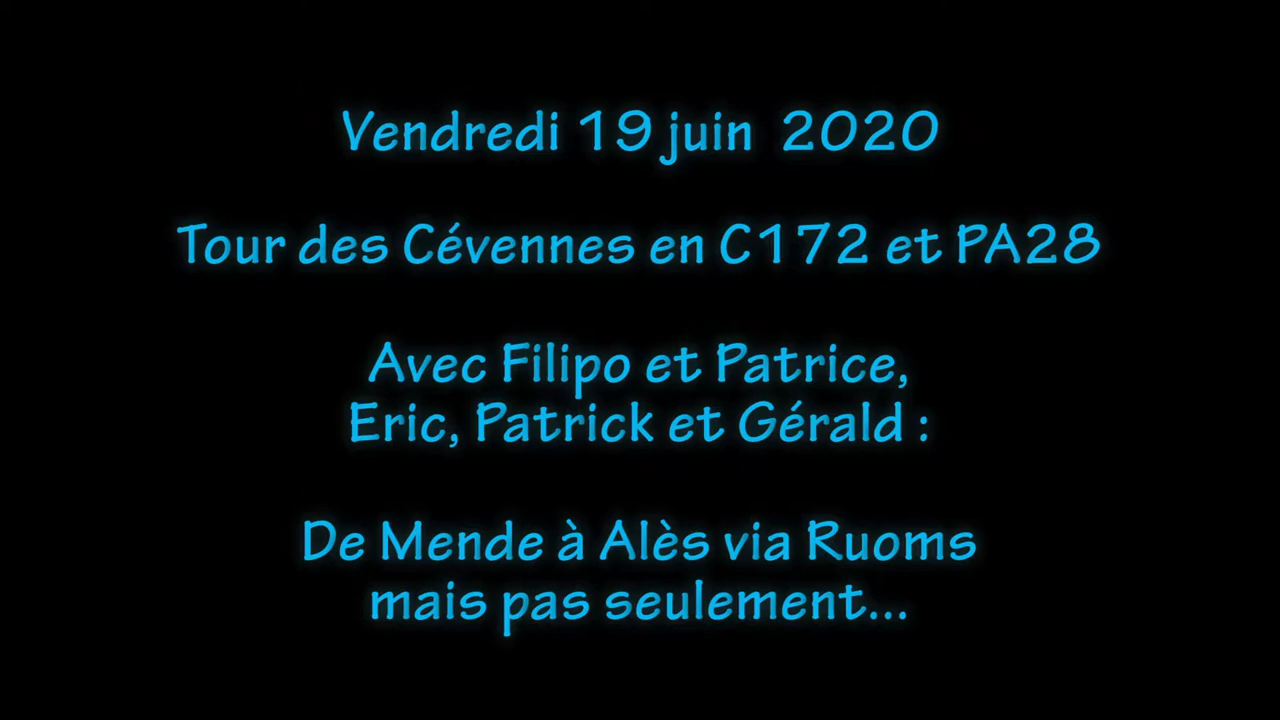 Vendredi 19 juin 2020
Tour des Cévennes en C172 et PA28
Avec Filipo et Patrice,
Eric, Patrick et Gérald :
De Mende à Alès via Ruoms
mais pas seulement...